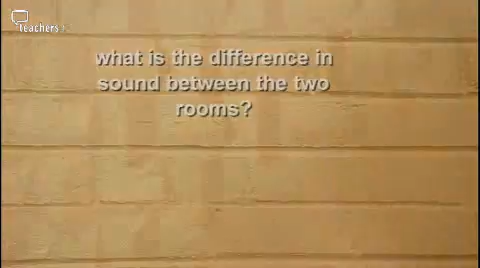 teachers
what is the difference in
sound between the two
rooms?